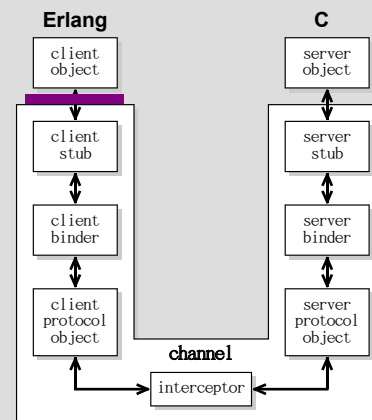 Erlang
C
client
object
server
object
client
stub
server
stub
client
binder
server
binder
client
protocol
object
server
protocol
object
channel
interceptor